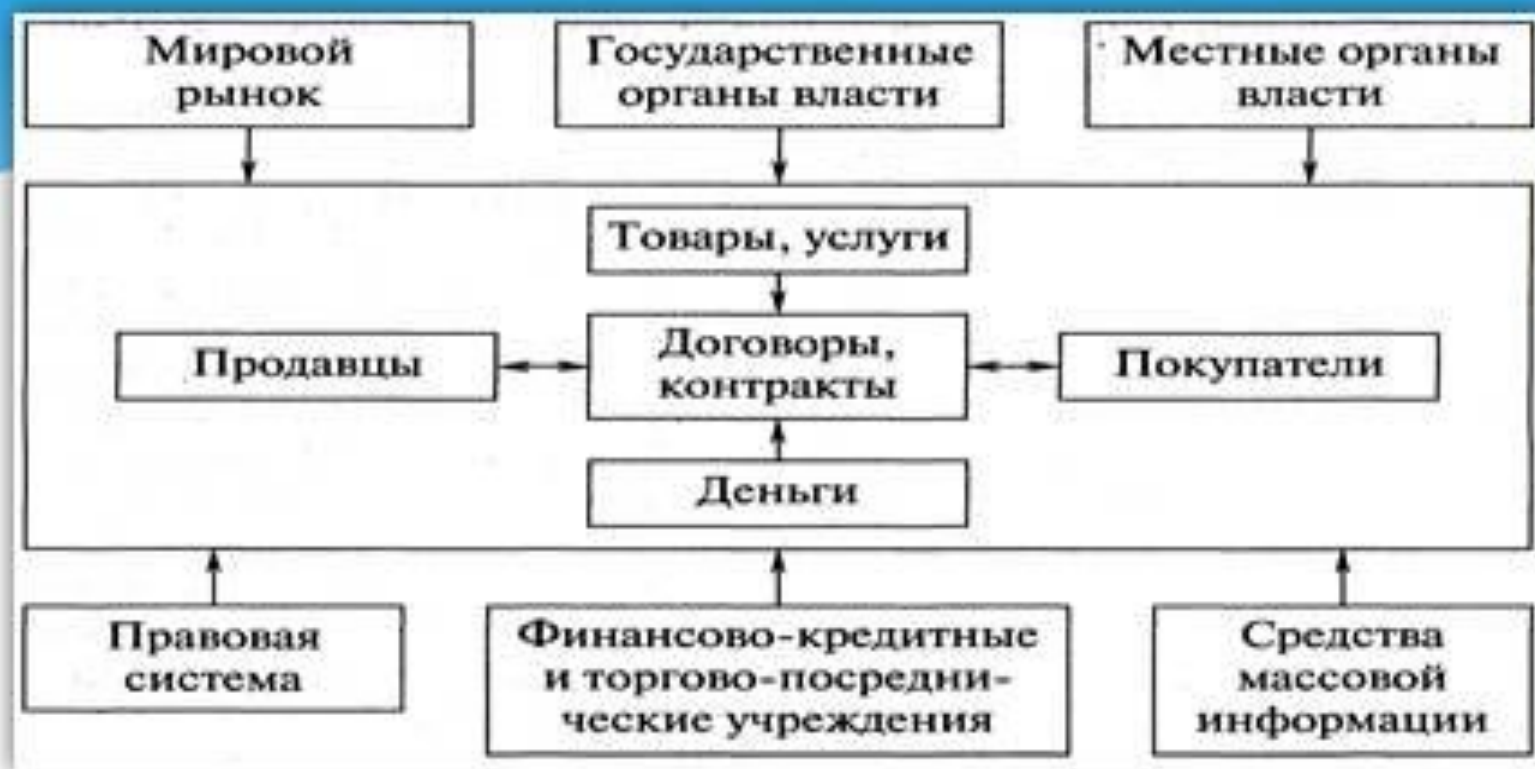 Мировой
рынок
Государственные
органы власти
Местные органы
власти
Товары, услуги
Продавцы
Договоры,
контракты
Покупатели
Деньги
Правовая
система
Финансово-кредитные
и торгово-посредни-
ческие учреждения
Средства
массовой
информации